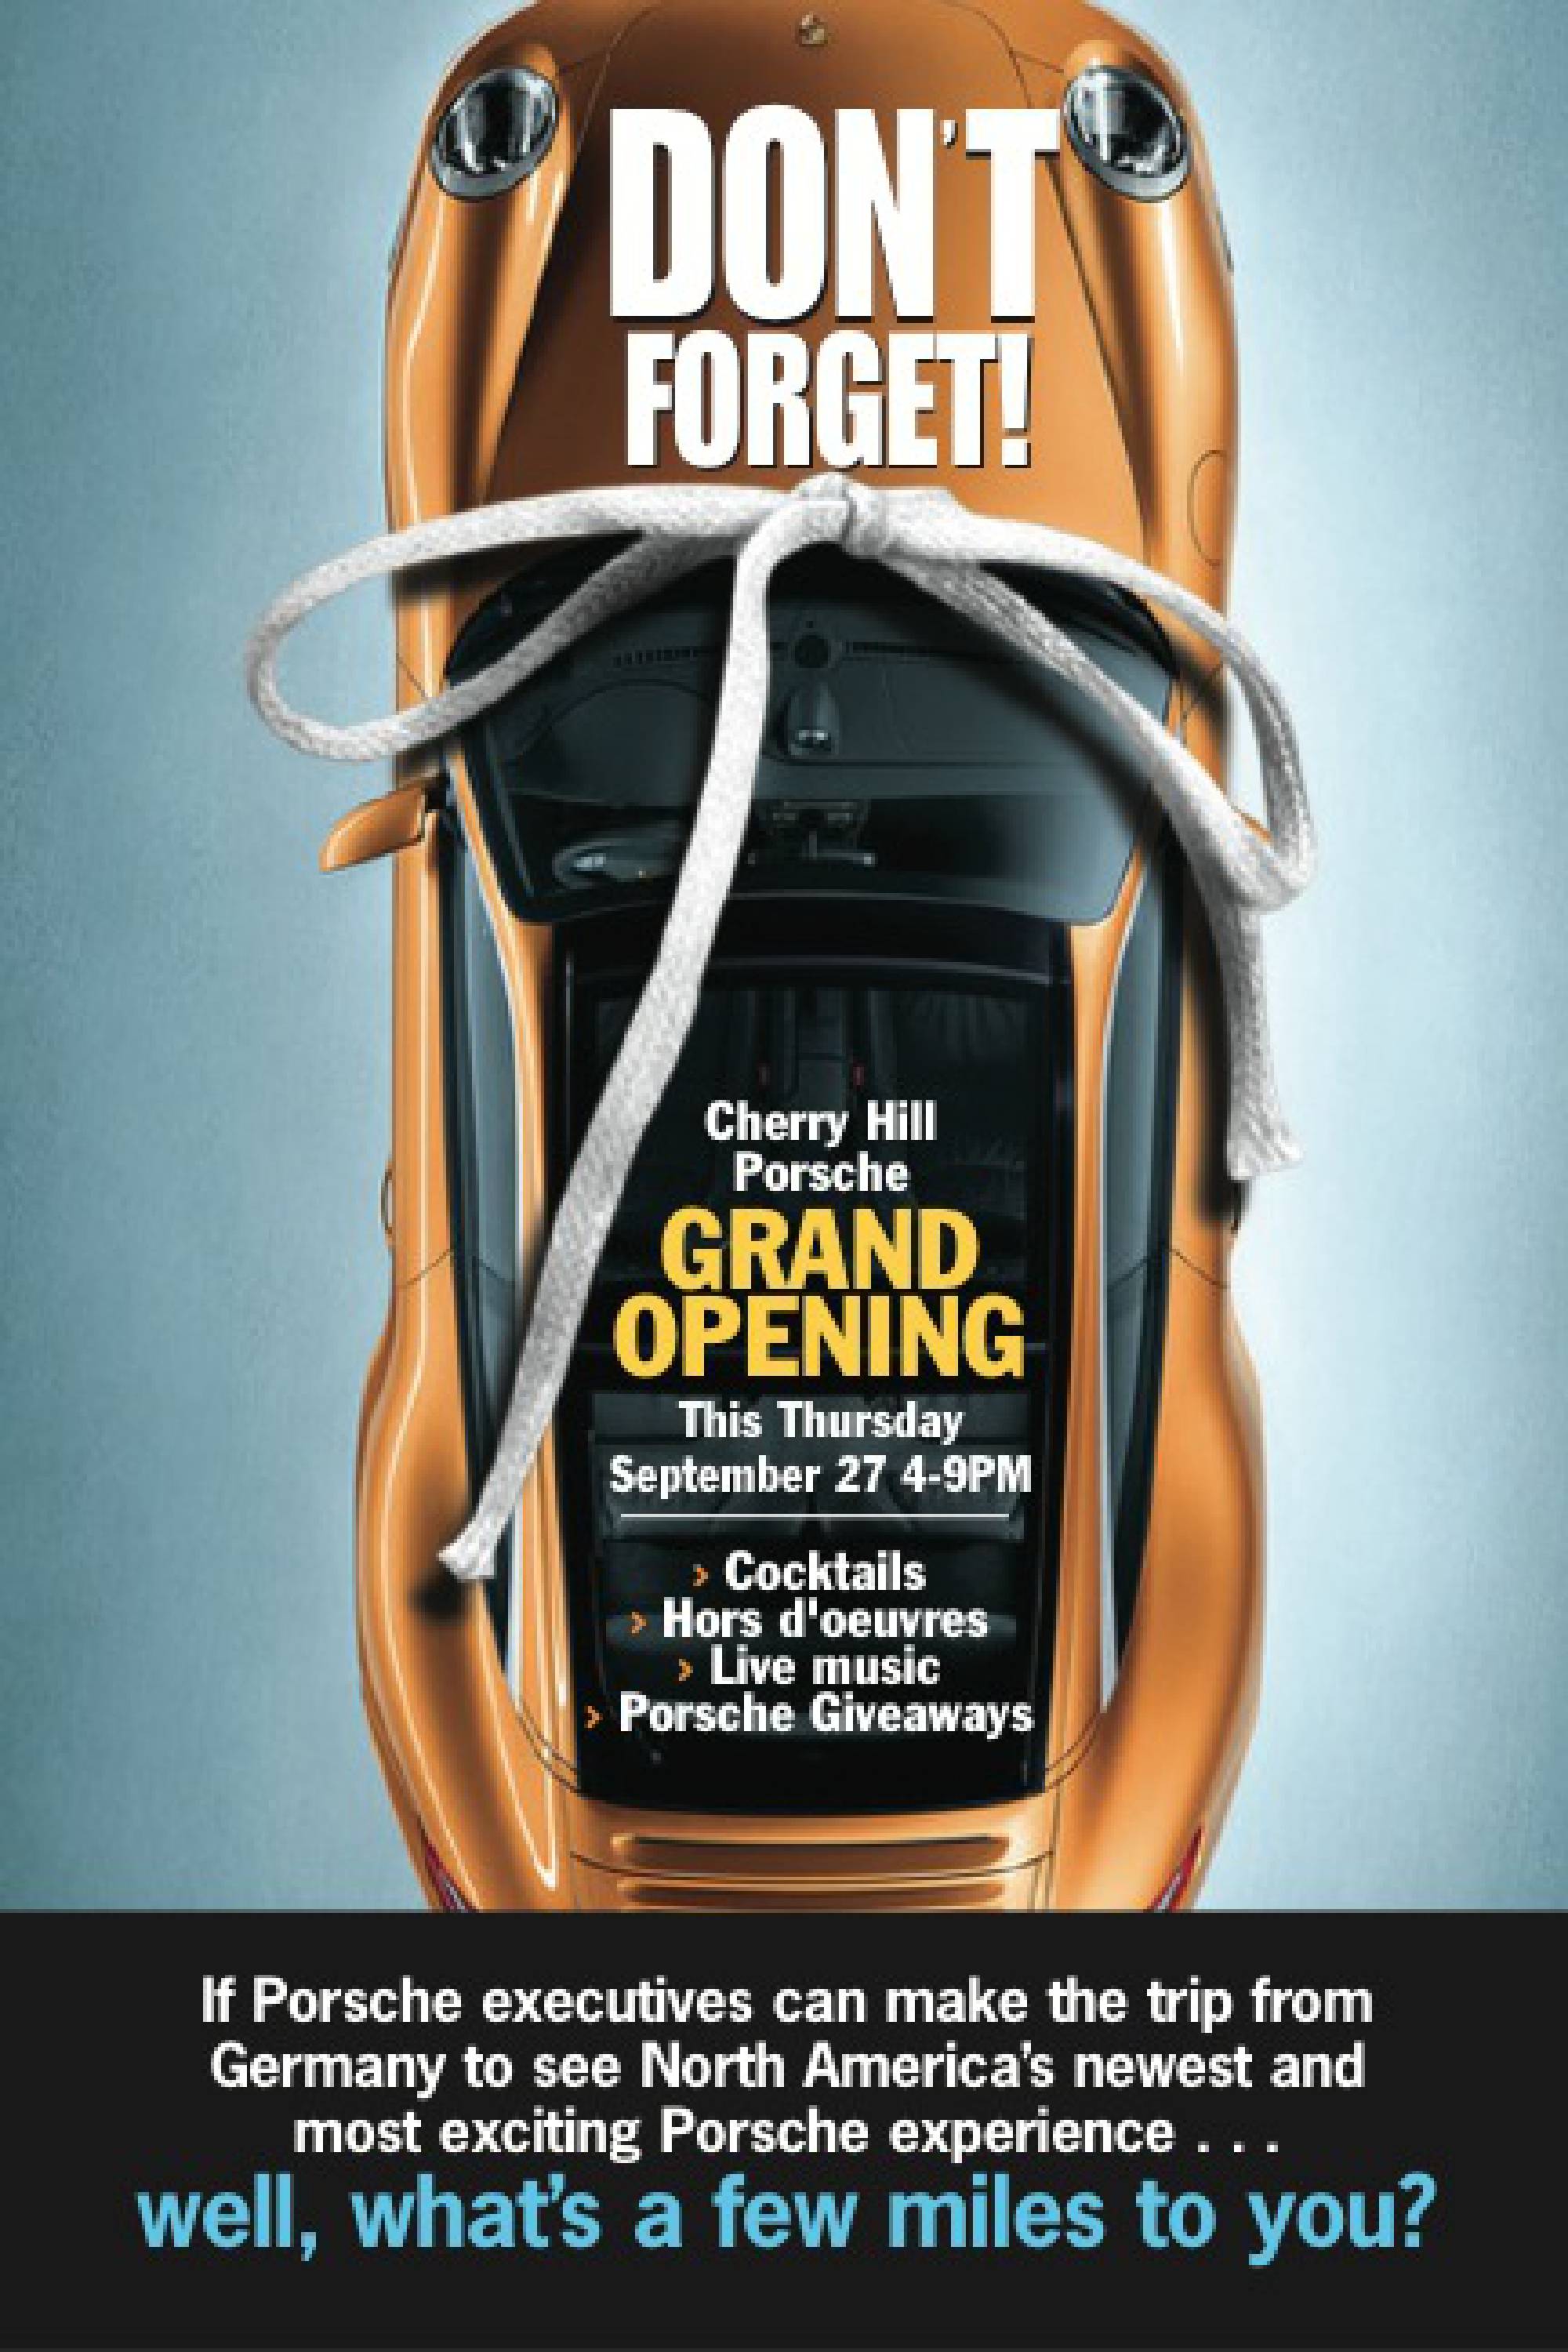 DON'T
FORGET!
Cherry Hill
Porsche
GRAND
OPENING
This Thursday
September 27 4-9PM
› Cocktails
› Hors d'oeuvres
› Live music
› Porsche Giveaways
If Porsche executives can make the trip from
Germany to see North America's newest and
most exciting Porsche experience . . .
well, what's a few miles to you?